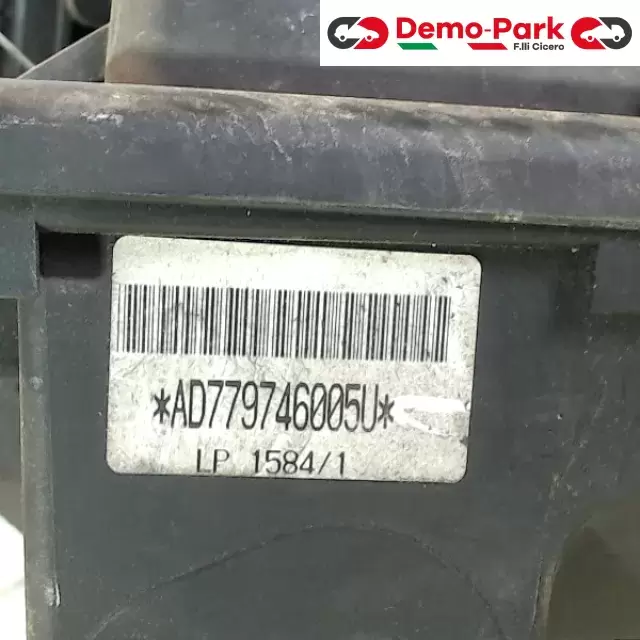 Demo-Park
F.lli Cicero
*AD779746005U*
LP 1584/1